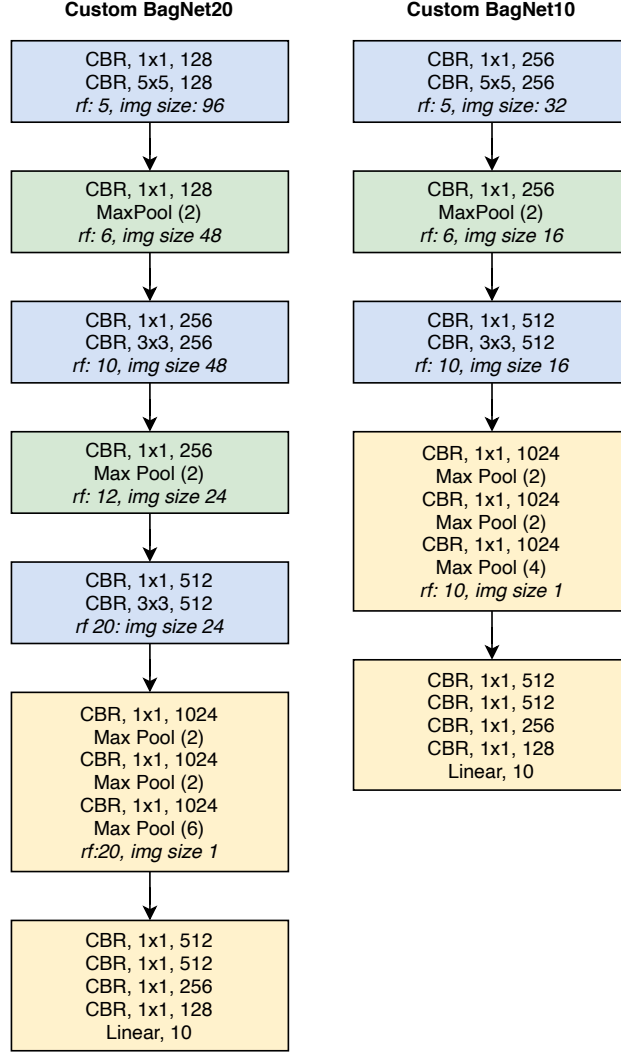 Custom BagNet20
CBR, 1x1, 128
CBR, 5x5, 128
rf: 5, img size: 96
CBR, 1x1, 128
MaxPool (2)
rf: 6, img size 48
CBR, 1x1, 256
CBR, 3x3, 256
rf: 10, img size 48
CBR, 1x1, 256
Max Pool (2)
rf: 12, img size 24
CBR, 1x1, 512
CBR, 3x3, 512
rf 20: img size 24
CBR, 1x1, 1024
Max Pool (2)
CBR, 1x1, 1024
Max Pool (2)
CBR, 1x1, 1024
Max Pool (6)
rf:20, img size 1
CBR, 1x1, 512
CBR, 1x1, 512
CBR, 1x1, 256
CBR, 1x1, 128
Linear, 10
Custom BagNet10
CBR, 1x1, 256
CBR, 5x5, 256
rf: 5, img size: 32
CBR, 1x1, 256
MaxPool (2)
rf: 6, img size 16
CBR, 1x1, 512
CBR, 3x3, 512
rf: 10, img size 16
CBR, 1x1, 1024
Max Pool (2)
CBR, 1x1, 1024
Max Pool (2)
CBR, 1x1, 1024
Max Pool (4)
rf: 10, img size 1
CBR, 1x1, 512
CBR, 1x1, 512
CBR, 1x1, 256
CBR, 1x1, 128
Linear, 10